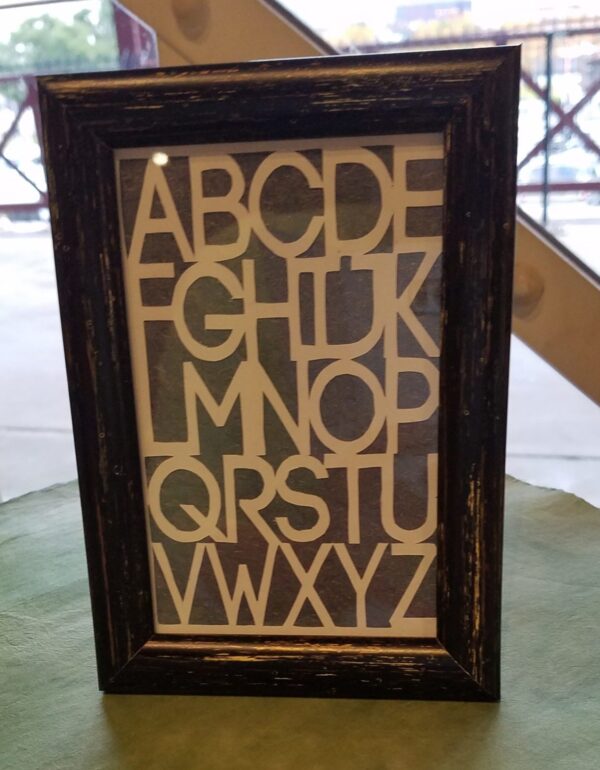 ABCDE
FGHIJK
LMNOP
QRSTU
VWXYZ